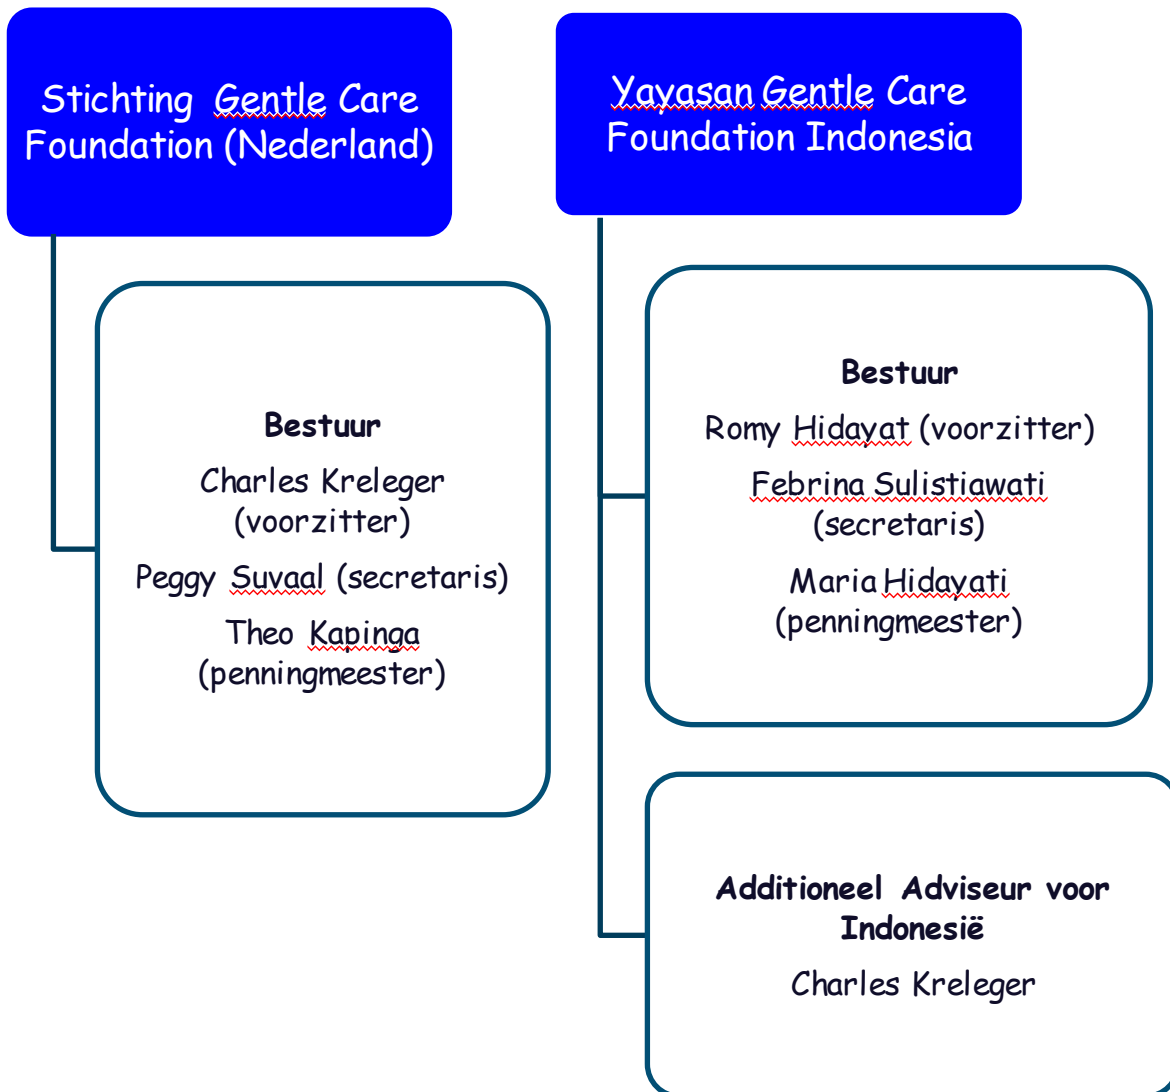 Stichting Gentle Care
Foundation (Nederland)
Bestuur
Charles Kreleger
(voorzitter)
Peggy Suvaal (secretaris)
Theo Kapinga
(penningmeester)
Yayasan Gentle Care
Foundation Indonesia
Bestuur
Romy Hidayat (voorzitter)
Febrina Sulistiawati
(secretaris)
Maria Hidayati
(penningmeester)
Additioneel Adviseur voor
Indonesië
Charles Kreleger